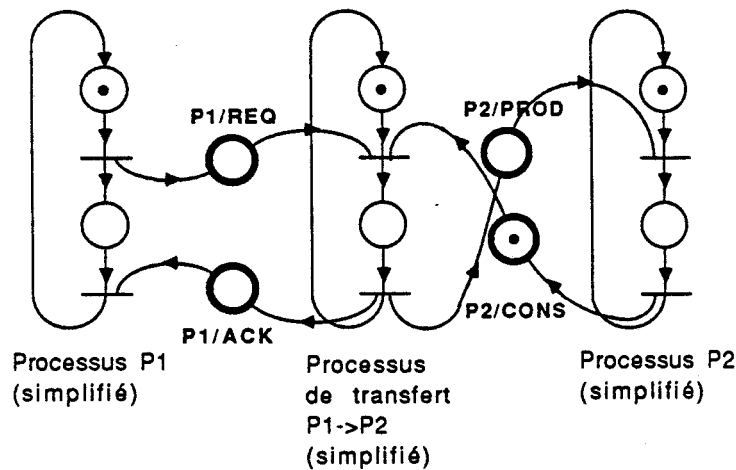 P1/REQ
P2/PROD
P1/ACK
P2/CONS
Processus P1
(simplifié)
Processus
de transfert
P1->P2
(simplifié)
Processus P2
(simplifié)